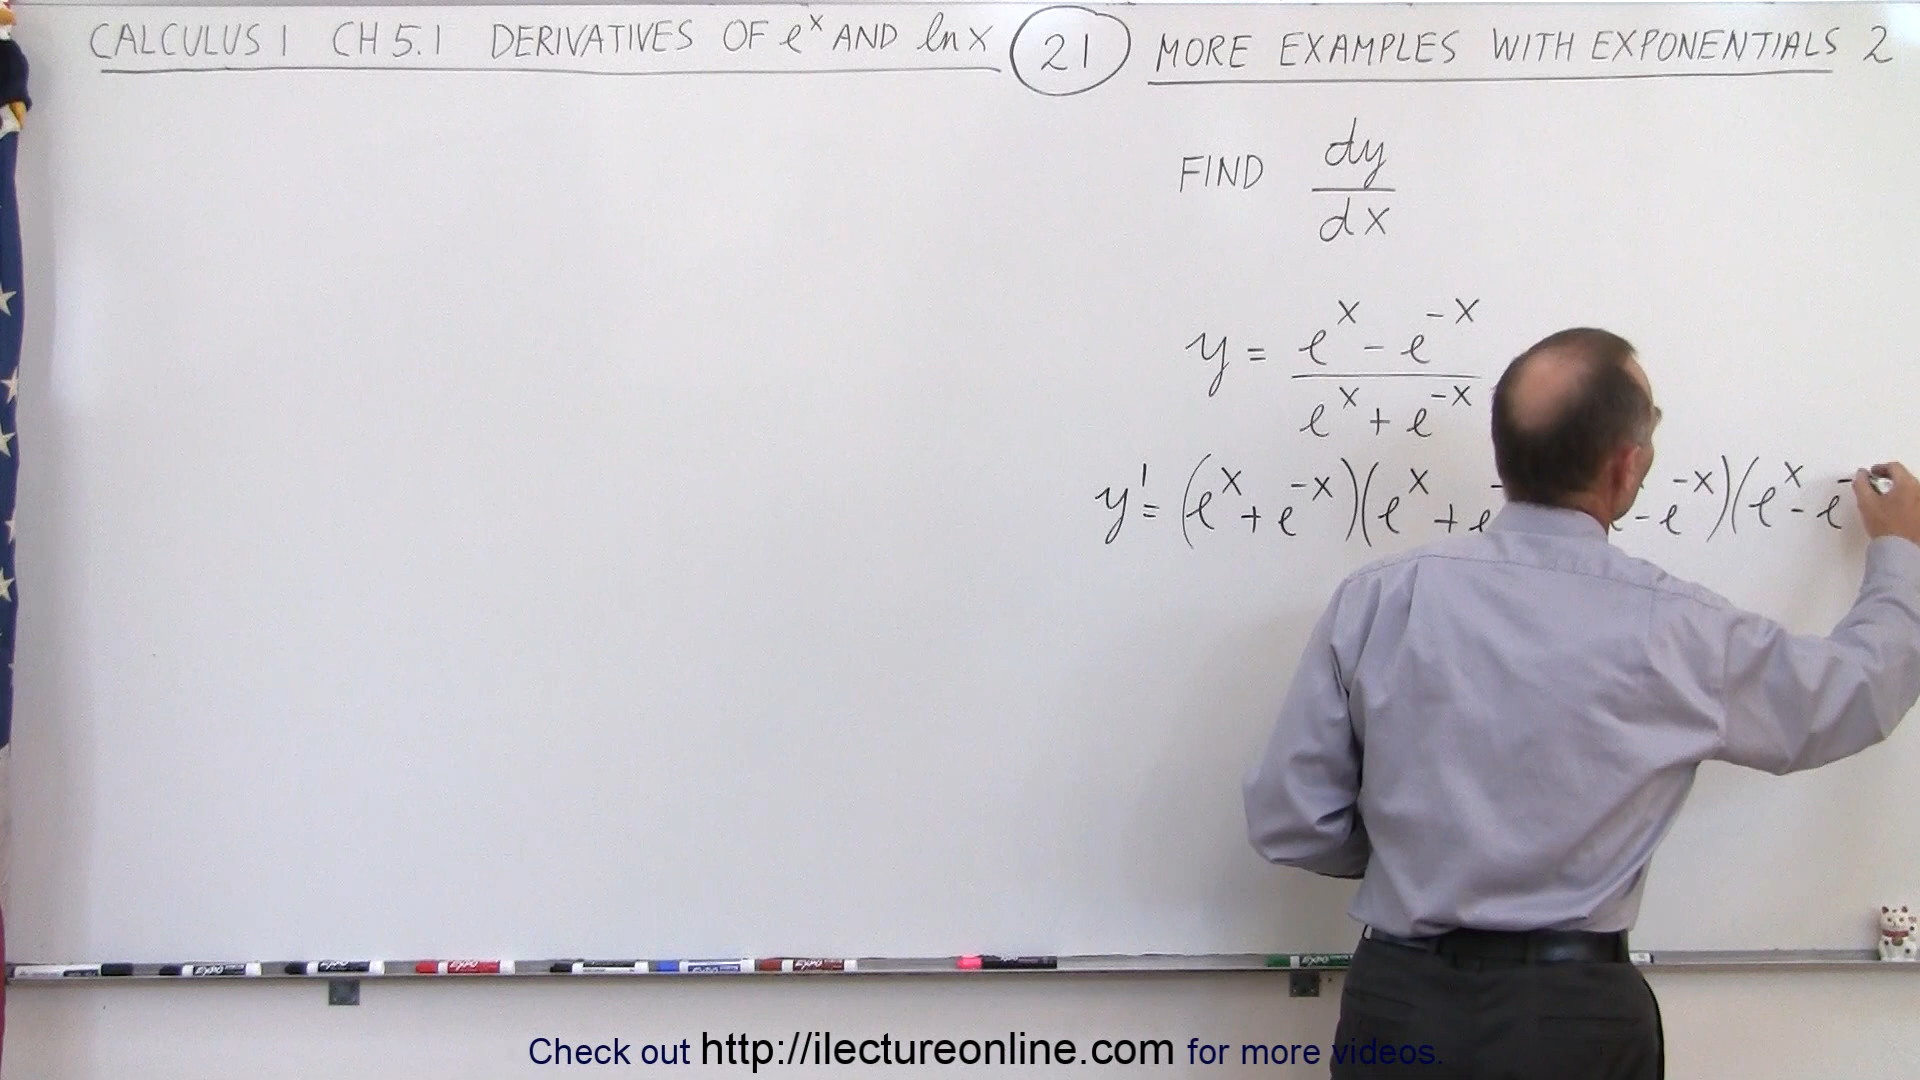 CALCULUS 1 CH 5.1 DERIVATIVES OF e^x AND ln x (21) MORE EXAMPLES WITH EXPONENTIALS 2
FIND dy/dx
y = (e^x - e^-x)/(e^x + e^-x)
y' = (e^x + e^-x)(e^x + e - e^-x)(e^x - e^-
Check out http://ilectureonline.com for more videos.